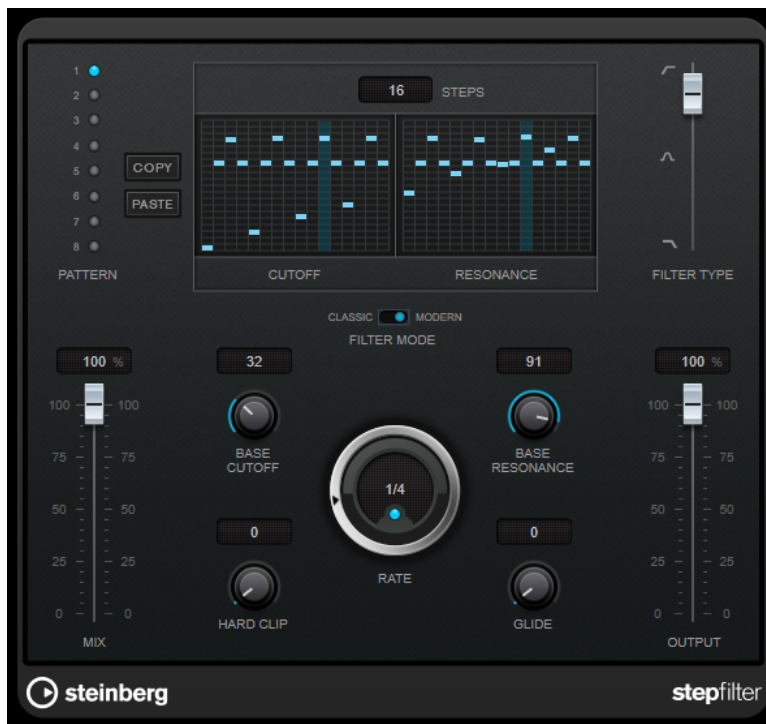 1
2
3
4
5
6
7
8
PATTERN
COPY
PASTE
16 STEPS
CUTOFF
RESONANCE
FILTER TYPE
CLASSIC MODERN
FILTER MODE
100 %
32
91
100 %
100 100
75 75
50 50
25 25
0 0
MIX
BASE
CUTOFF
0
HARD CLIP
1/4
RATE
BASE
RESONANCE
0
GLIDE
100 100
75 75
50 50
25 25
0 0
OUTPUT
steinberg
stepfilter